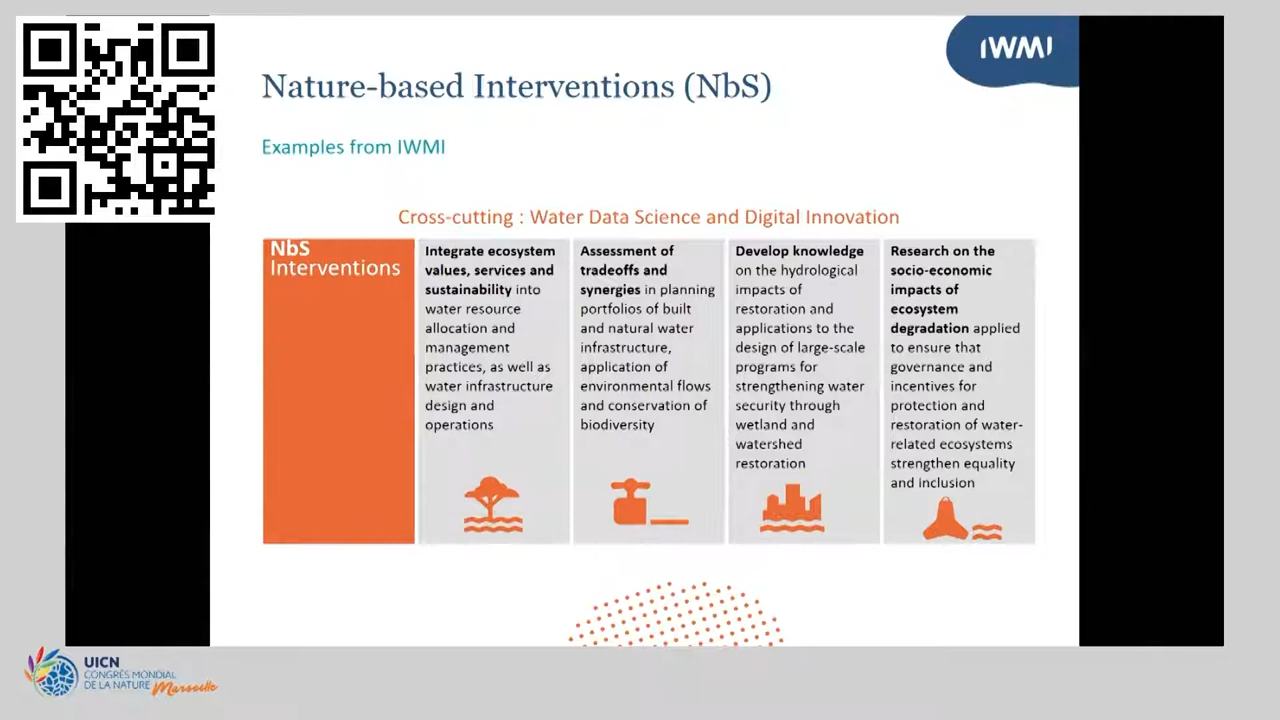 IWMI
Nature-based Interventions (NbS)
Examples from IWMI
Cross-cutting : Water Data Science and Digital Innovation
NbS
Interventions
Integrate ecosystem
values, services and
sustainability into
water resource
allocation and
management
practices, as well as
water infrastructure
design and
operations
Assessment of
tradeoffs and
synergies in planning
portfolios of built
and natural water
infrastructure,
application of
environmental flows
and conservation of
biodiversity
Develop knowledge
on the hydrological
impacts of
restoration and
applications to the
design of large-scale
programs for
strengthening water
security through
wetland and
watershed
restoration
Research on the
socio-economic
impacts of
ecosystem
degradation applied
to ensure that
governance and
incentives for
protection and
restoration of water-
related ecosystems
strengthen equality
and inclusion
UICN
CONGRÈS MONDIAL
DE LA NATURE
Marseille